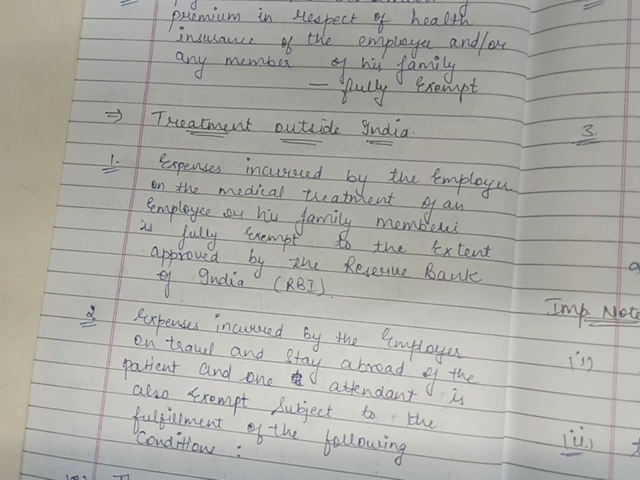 premium in respect of health
insurance of the employee and/or
any member of his family
— fully exempt
⇒ Treatment outside India.
1. Expenses incurred by the Employer
on the medical treatment of an
Employee or his family members
is fully exempt to the extent
approved by the Reserve Bank
of India (RBI).
2. Expenses incurred by the Employer
on travel and stay abroad of the
patient and one attendant is
also exempt subject to the
fulfillment of the following
Conditions :
3.
Imp. Note
(i)
(ii)